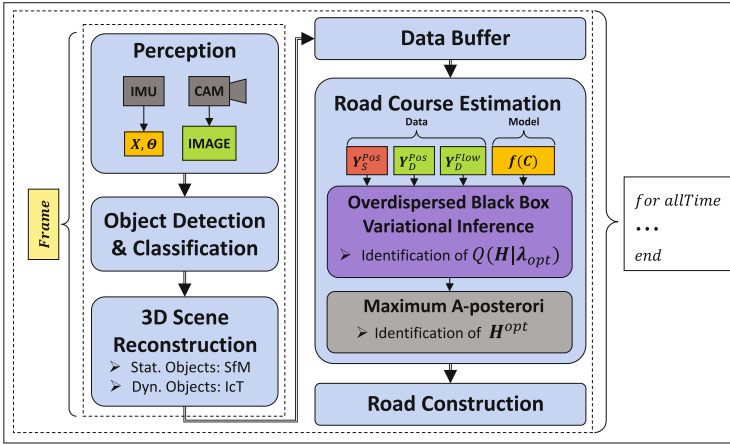 Frame
Perception
IMU
CAM
X, Θ
IMAGE
Object Detection
& Classification
3D Scene
Reconstruction
➢ Stat. Objects: SfM
➢ Dyn. Objects: IcT
Data Buffer
Road Course Estimation
Data
Model
Y_S^Pos
Y_D^Pos
Y_D^Flow
f(C)
Overdispersed Black Box
Variational Inference
➢ Identification of Q(H|λ_opt)
Maximum A-posterori
➢ Identification of H^opt
Road Construction
for allTime
...
end